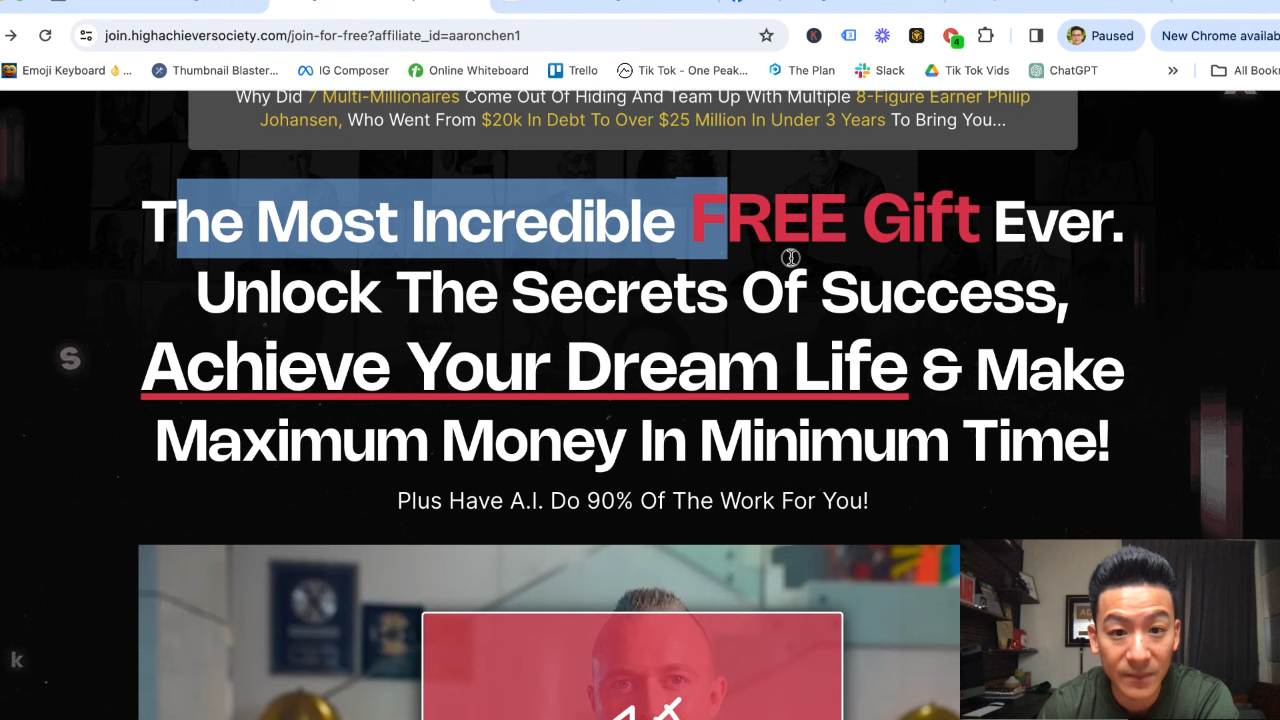 join.highachieversociety.com/join-for-free?affiliate_id=aaronchen1
4
Paused
New Chrome availab
Emoji Keyboard 👌...
Thumbnail Blaster...
IG Composer
Online Whiteboard
Trello
Tik Tok - One Peak...
The Plan
Slack
Tik Tok Vids
ChatGPT
»
All Book
Why Did 7 Multi-Millionaires Come Out Of Hiding And Team Up With Multiple 8-Figure Earner Philip
Johansen, Who Went From $20k In Debt To Over $25 Million In Under 3 Years To Bring You...
The Most Incredible FREE Gift Ever.
Unlock The Secrets Of Success,
Achieve Your Dream Life & Make
Maximum Money In Minimum Time!
Plus Have A.I. Do 90% Of The Work For You!
s
k